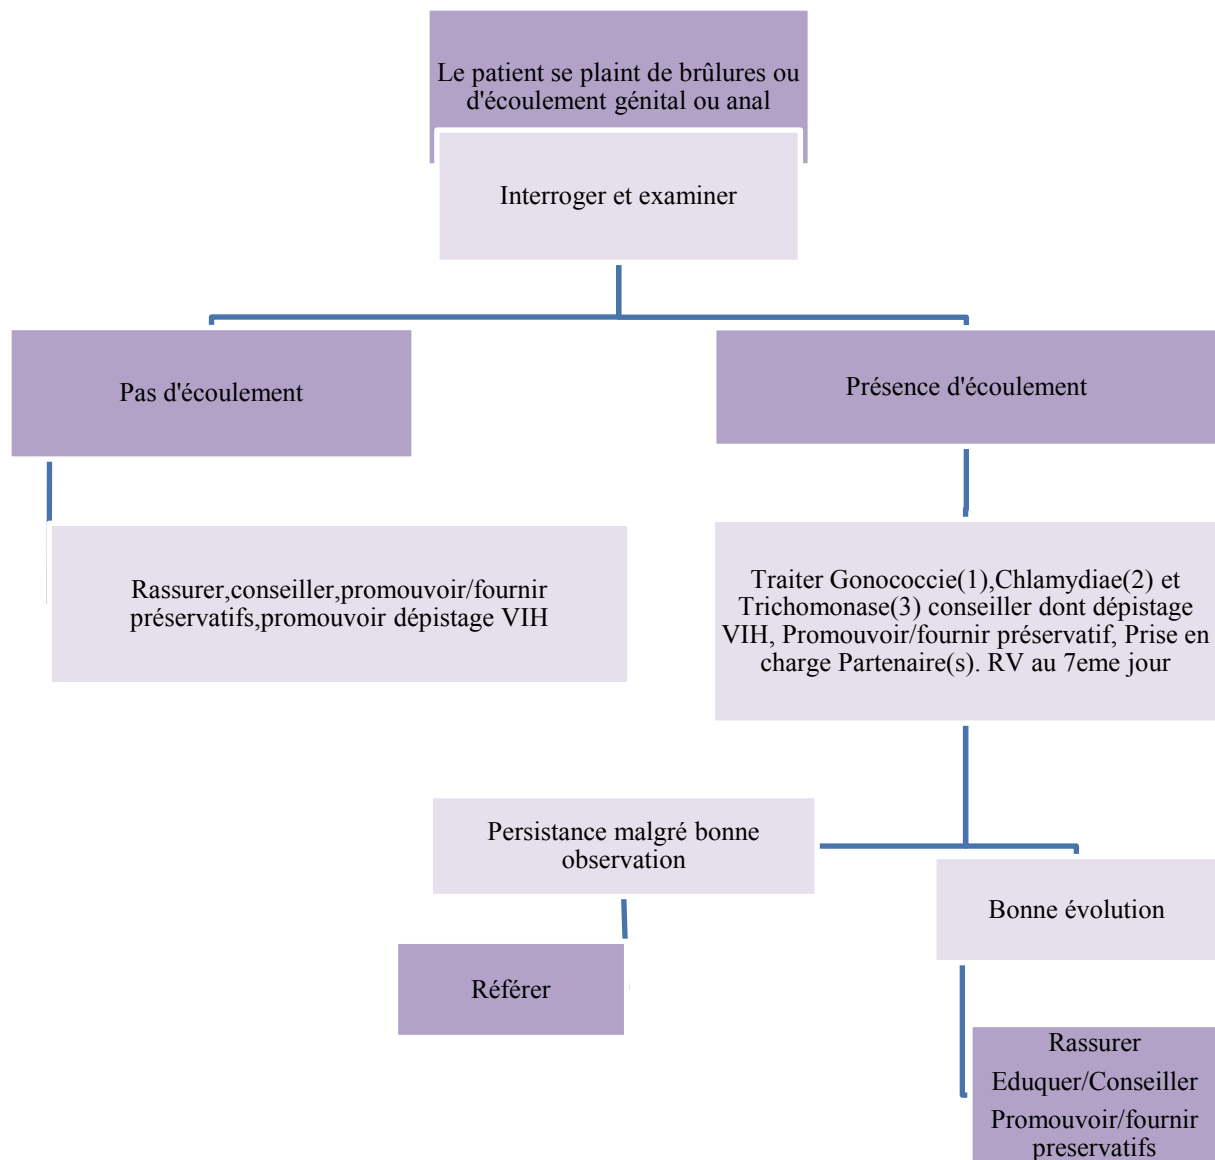 Le patient se plaint de brûlures ou
d'écoulement génital ou anal
Interroger et examiner
Pas d'écoulement
Présence d'écoulement
Rassurer,conseiller,promouvoir/fournir
préservatifs,promouvoir dépistage VIH
Traiter Gonococcie(1),Chlamydiae(2) et
Trichomonase(3) conseiller dont dépistage
VIH, Promouvoir/fournir préservatif, Prise en
charge Partenaire(s). RV au 7eme jour
Persistance malgré bonne
observation
Bonne évolution
Référer
Rassurer
Eduquer/Conseiller
Promouvoir/fournir
preservatifs